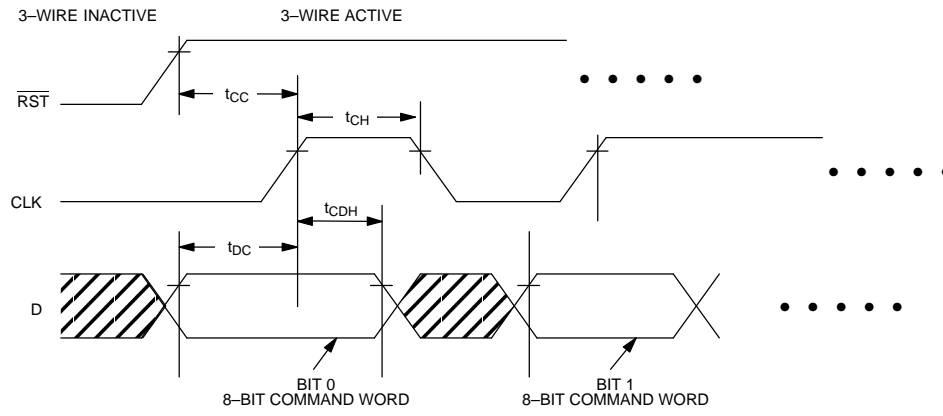 3–WIRE INACTIVE
3–WIRE ACTIVE
RST
tCC
tCH
CLK
tCDH
tDC
D
BIT 0
8–BIT COMMAND WORD
BIT 1
8–BIT COMMAND WORD